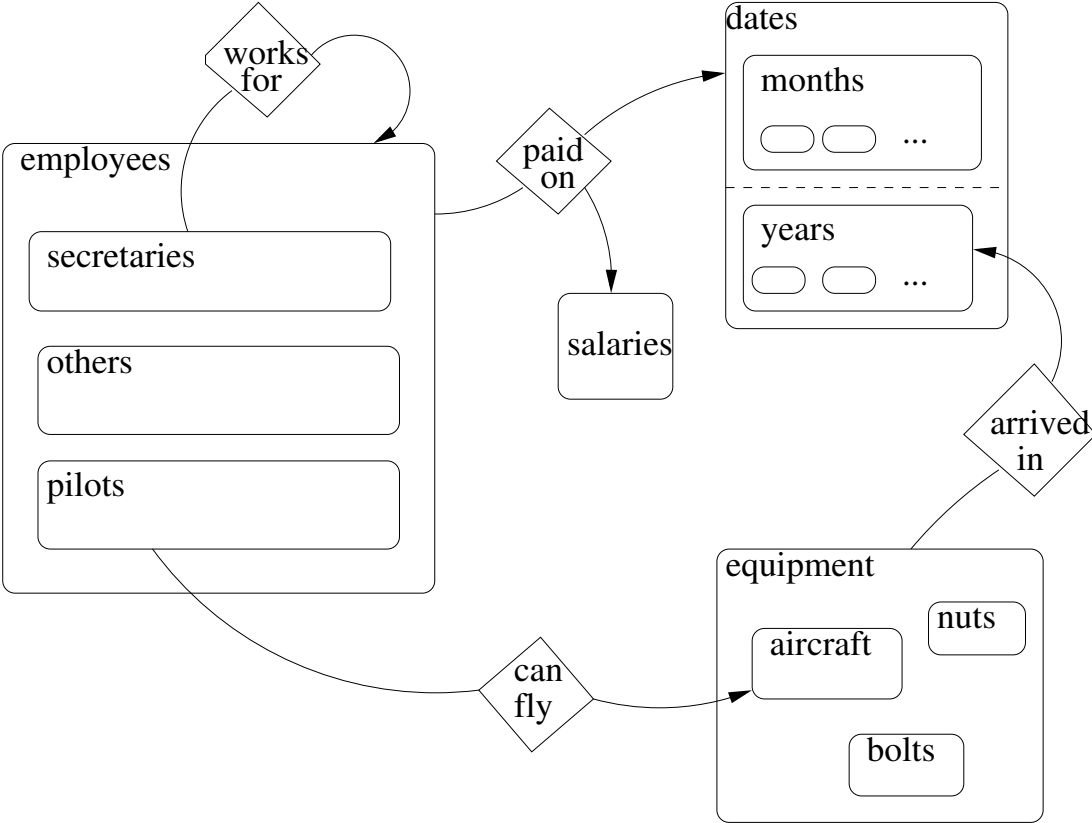 works
for
dates
months
...
employees
paid
on
years
...
secretaries
salaries
others
arrived
in
pilots
equipment
nuts
aircraft
can
fly
bolts